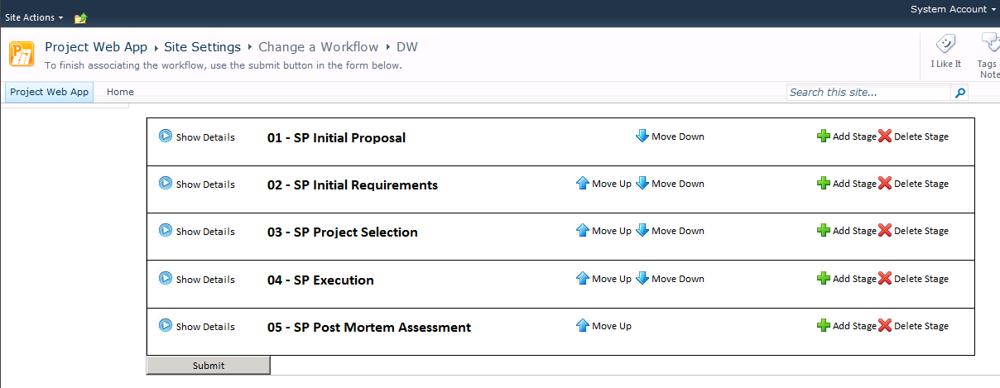 System Account
Site Actions
Project Web App Site Settings Change a Workflow DW
To finish associating the workflow, use the submit button in the form below.
I Like It
Tags
Note
Project Web App Home
Search this site...
Show Details 01 - SP Initial Proposal Move Down Add Stage Delete Stage
Show Details 02 - SP Initial Requirements Move Up Move Down Add Stage Delete Stage
Show Details 03 - SP Project Selection Move Up Move Down Add Stage Delete Stage
Show Details 04 - SP Execution Move Up Move Down Add Stage Delete Stage
Show Details 05 - SP Post Mortem Assessment Move Up Add Stage Delete Stage
Submit